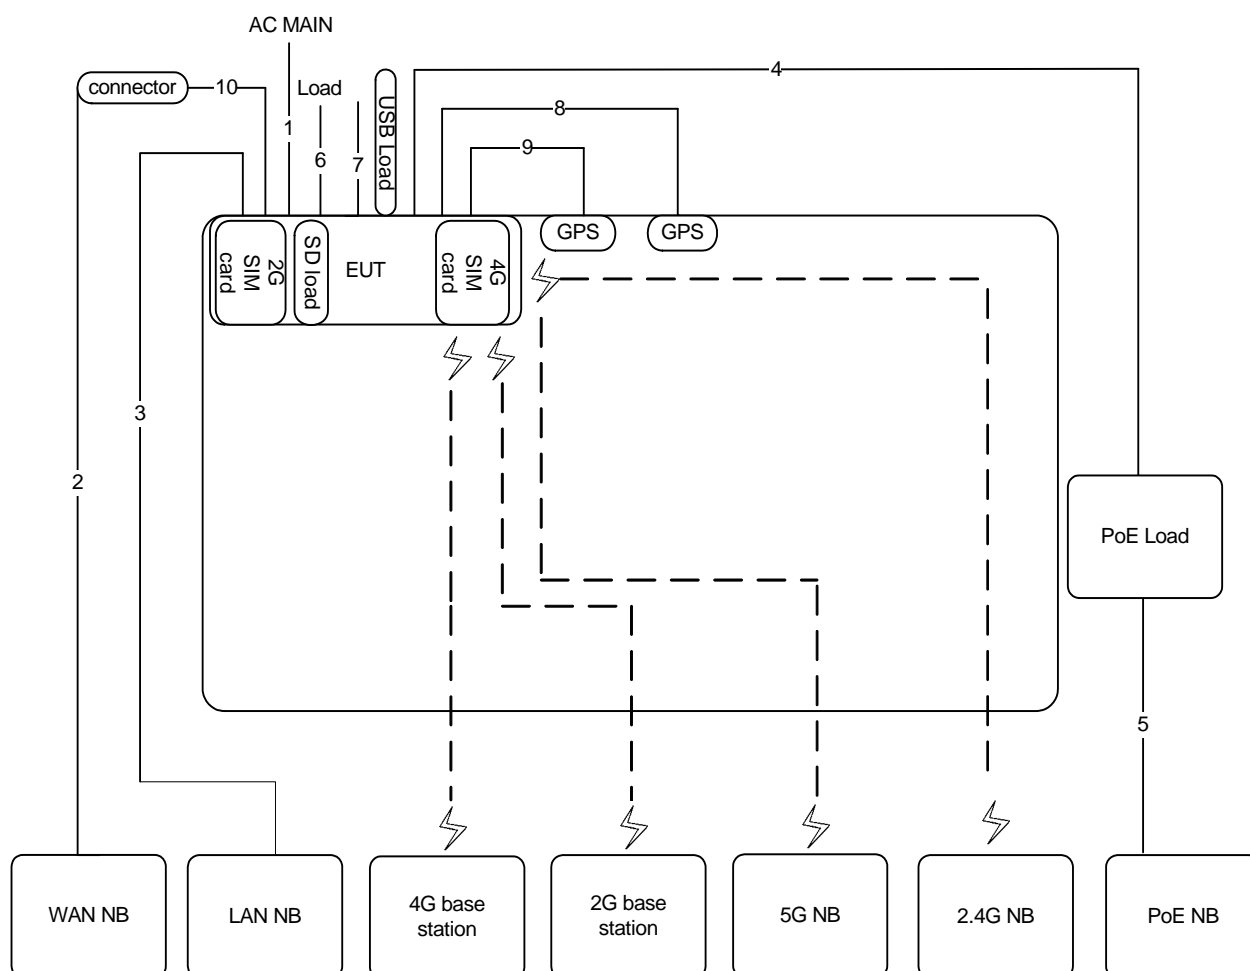 AC MAIN
4
connector
10
Load
USB Load
8
1
9
6
7
GPS
GPS
2G
SIM
card
SD load
EUT
4G
SIM
card
3
2
PoE Load
5
WAN NB
LAN NB
4G base
station
2G base
station
5G NB
2.4G NB
PoE NB